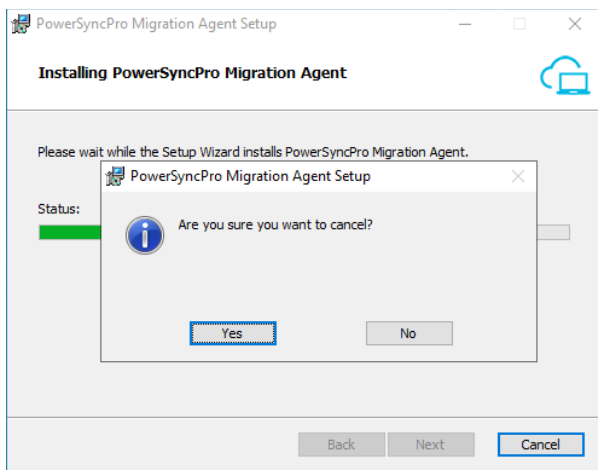 PowerSyncPro Migration Agent Setup
Installing PowerSyncPro Migration Agent
Please wait while the Setup Wizard installs PowerSyncPro Migration Agent.
PowerSyncPro Migration Agent Setup
Status:
Are you sure you want to cancel?
Yes No
Back Next Cancel